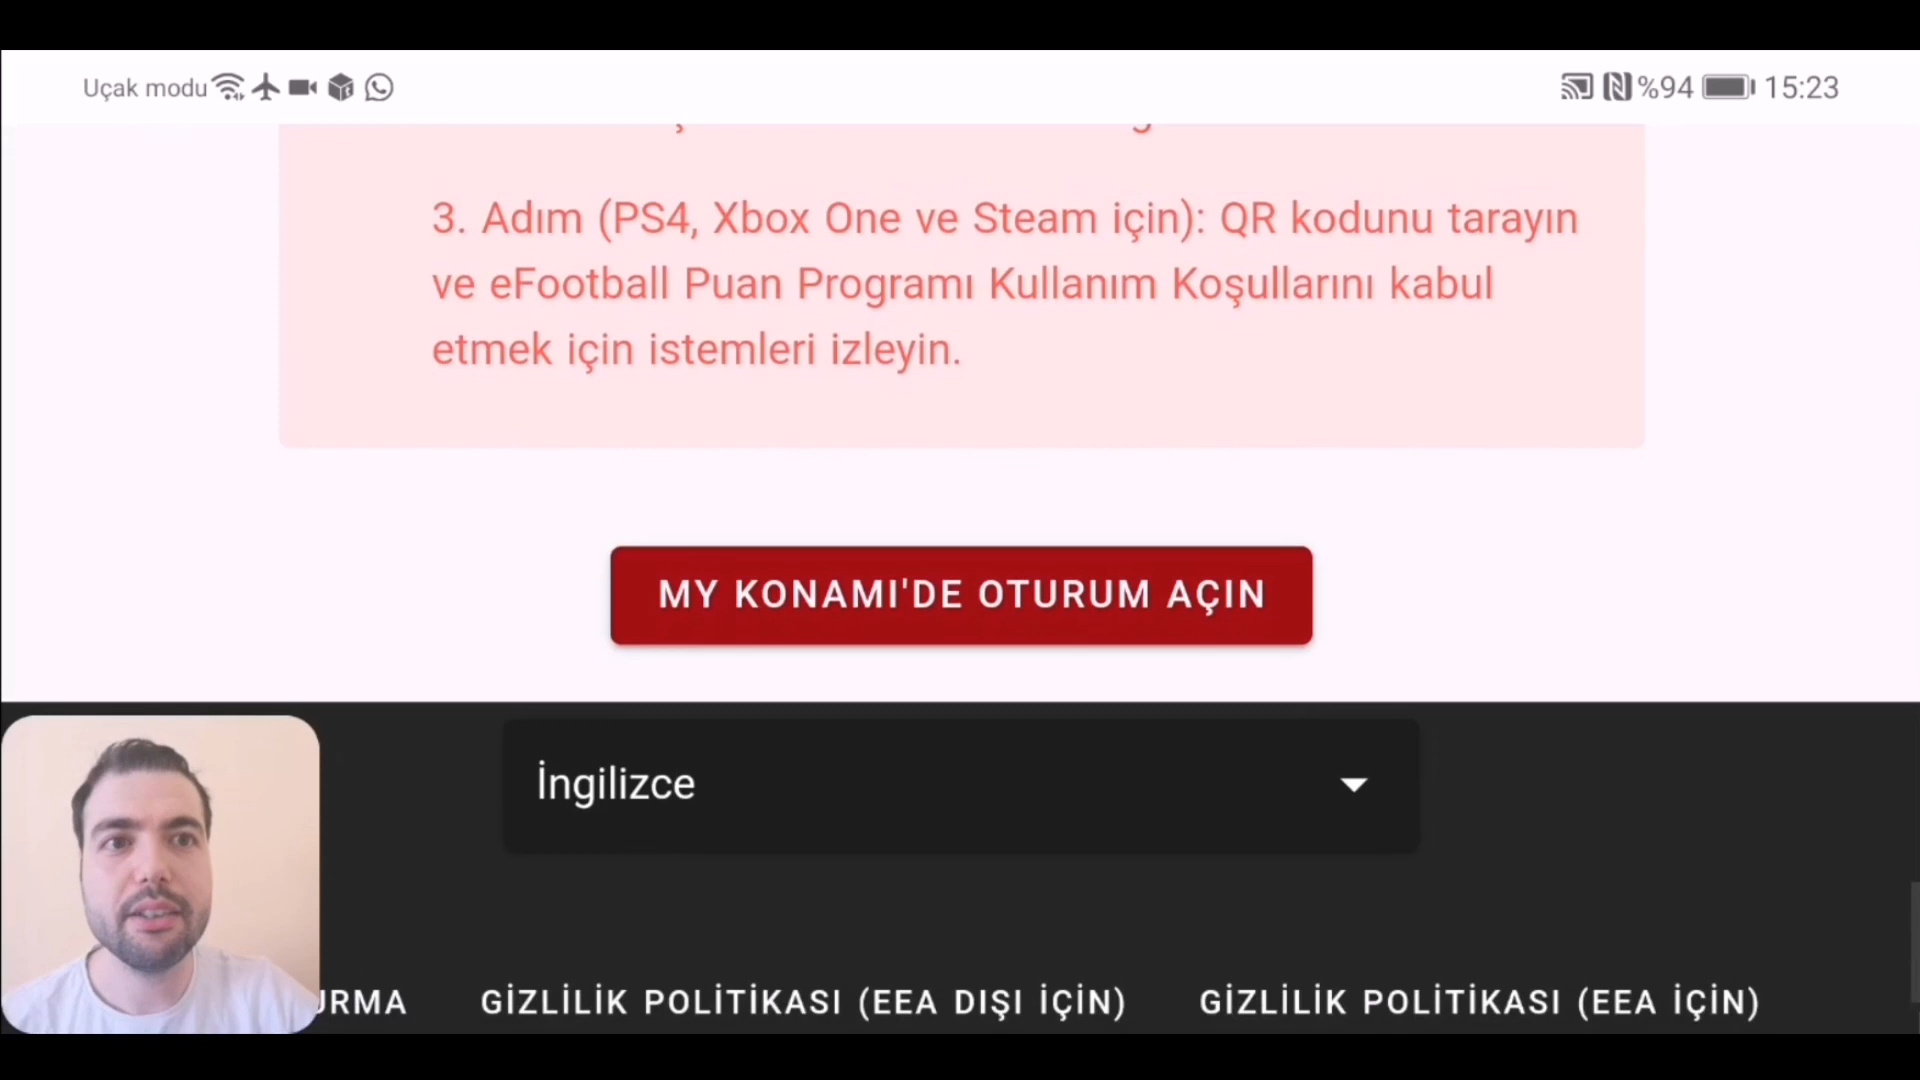 Uçak modu %94 15:23
3. Adım (PS4, Xbox One ve Steam için): QR kodunu tarayın
ve eFootball Puan Programı Kullanım Koşullarını kabul
etmek için istemleri izleyin.
MY KONAMI'DE OTURUM AÇIN
İngilizce
GİZLİLİK POLİTİKASI (EEA DIŞI İÇİN) GİZLİLİK POLİTİKASI (EEA İÇİN)